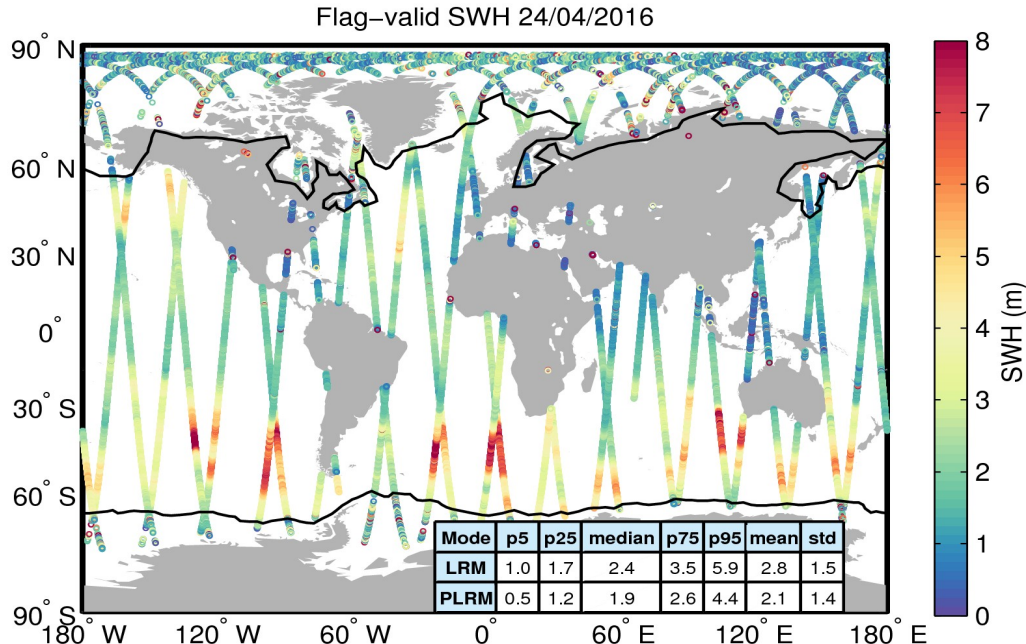 Flag−valid SWH 24/04/2016
90° N
60° N
30° N
0°
30° S
60° S
90° S
180° W
120° W
60° W
0°
60° E
120° E
180° E
Mode p5 p25 median p75 p95 mean std
LRM 1.0 1.7 2.4 3.5 5.9 2.8 1.5
PLRM 0.5 1.2 1.9 2.6 4.4 2.1 1.4
8
7
6
5
4
3
2
1
0
SWH (m)